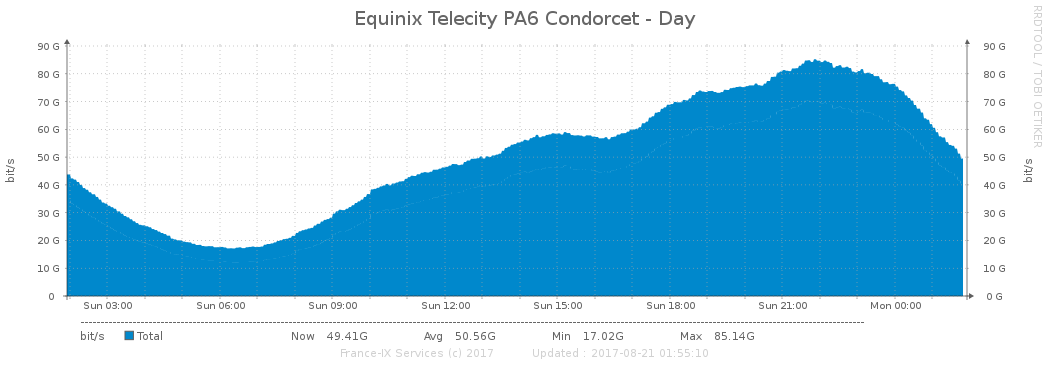 Equinix Telecity PA6 Condorcet - Day
RRDTOOL / TOBI OETIKER
90 G 90 G
80 G 80 G
70 G 70 G
60 G 60 G
50 G 50 G
40 G 40 G
30 G 30 G
20 G 20 G
10 G 10 G
0 0 G
bit/s
bit/s
Sun 03:00 Sun 06:00 Sun 09:00 Sun 12:00 Sun 15:00 Sun 18:00 Sun 21:00 Mon 00:00
bit/s Total Now 49.41G Avg 50.56G Min 17.02G Max 85.14G
France-IX Services (c) 2017 Updated : 2017-08-21 01:55:10